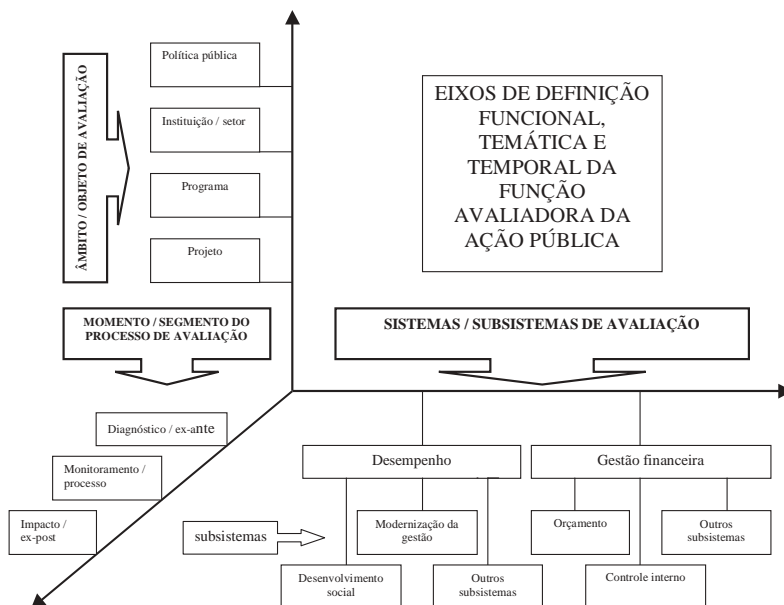 Política pública
Instituição / setor
Programa
Projeto
ÂMBITO / OBJETO DE AVALIAÇÃO
EIXOS DE DEFINIÇÃO
FUNCIONAL,
TEMÁTICA E
TEMPORAL DA
FUNÇÃO
AVALIADORA DA
AÇÃO PÚBLICA
MOMENTO / SEGMENTO DO
PROCESSO DE AVALIAÇÃO
SISTEMAS / SUBSISTEMAS DE AVALIAÇÃO
Diagnóstico / ex-ante
Monitoramento /
processo
Impacto /
ex-post
Desempenho
Gestão financeira
subsistemas
Modernização da
gestão
Orçamento
Outros
subsistemas
Desenvolvimento
social
Outros
subsistemas
Controle interno